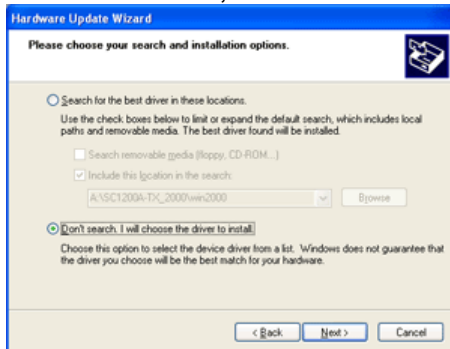 Hardware Update Wizard
Please choose your search and installation options.
Search for the best driver in these locations.
Use the check boxes below to limit or expand the default search, which includes local
paths and removable media. The best driver found will be installed.
Search removable media (floppy, CD-ROM...)
Include this location in the search:
A:\SC1200A-TX_2000\win2000
Browse
Don't search. I will choose the driver to install.
Choose this option to select the device driver from a list. Windows does not guarantee that
the driver you choose will be the best match for your hardware.
< Back Next > Cancel